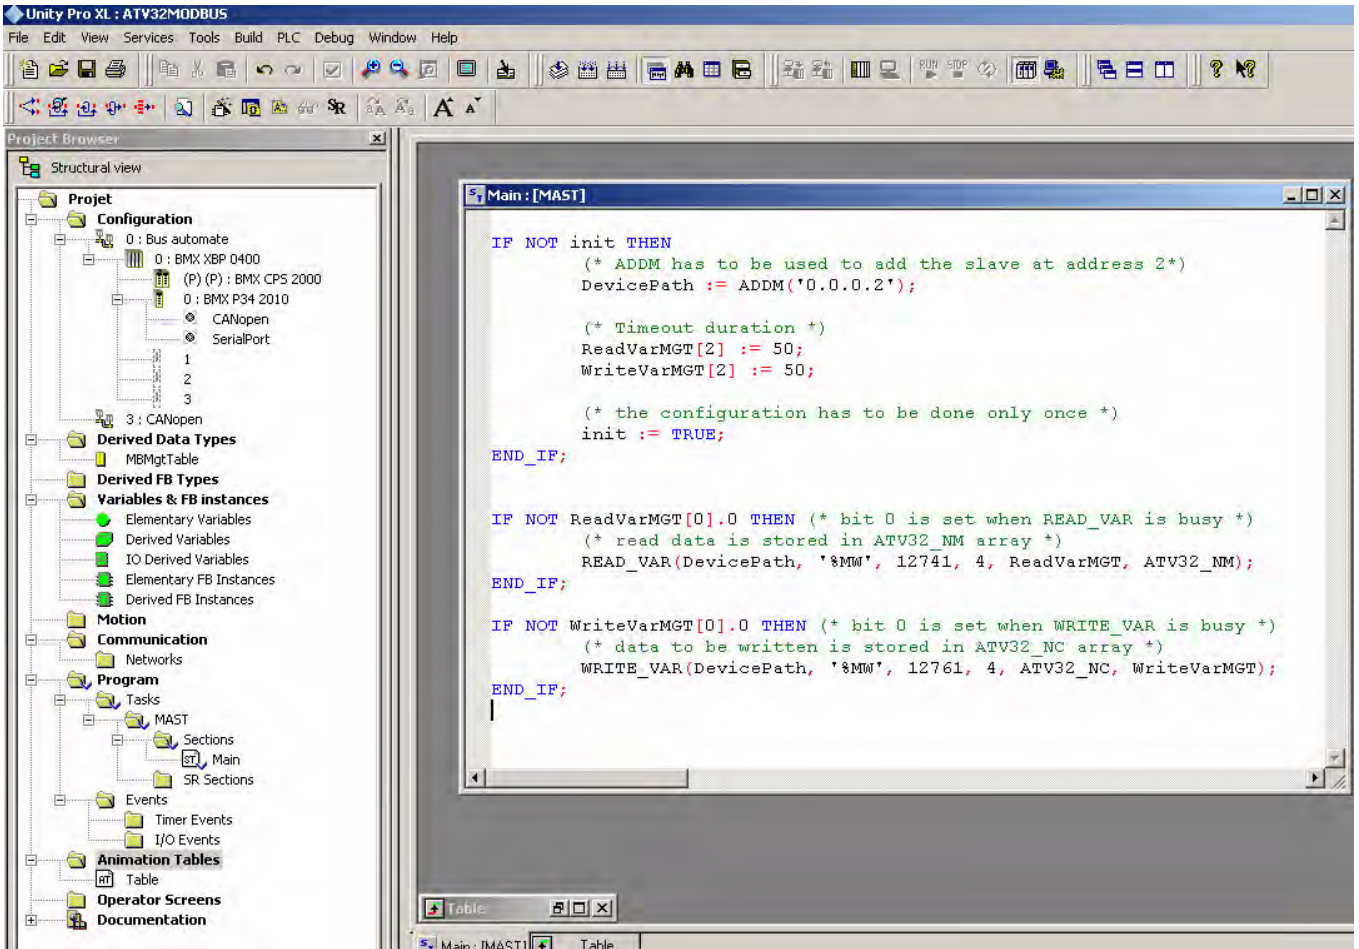 Unity Pro XL : ATV32MODBUS
File Edit View Services Tools Build PLC Debug Window Help
Project Browser
Structural view
Projet
Configuration
0 : Bus automate
0 : BMX XBP 0400
(P) (P) : BMX CPS 2000
0 : BMX P34 2010
CANopen
SerialPort
1
2
3
3 : CANopen
Derived Data Types
MBMgtTable
Derived FB Types
Variables & FB instances
Elementary Variables
Derived Variables
IO Derived Variables
Elementary FB Instances
Derived FB Instances
Motion
Communication
Networks
Program
Tasks
MAST
Sections
Main
SR Sections
Events
Timer Events
I/O Events
Animation Tables
Table
Operator Screens
Documentation
Main : [MAST]
IF NOT init THEN
(* ADDM has to be used to add the slave at address 2*)
DevicePath := ADDM('0.0.0.2');
(* Timeout duration *)
ReadVarMGT[2] := 50;
WriteVarMGT[2] := 50;
(* the configuration has to be done only once *)
init := TRUE;
END_IF;
IF NOT ReadVarMGT[0].0 THEN (* bit 0 is set when READ_VAR is busy *)
(* read data is stored in ATV32_NM array *)
READ_VAR(DevicePath, '%MW', 12741, 4, ReadVarMGT, ATV32_NM);
END_IF;
IF NOT WriteVarMGT[0].0 THEN (* bit 0 is set when WRITE_VAR is busy *)
(* data to be written is stored in ATV32_NC array *)
WRITE_VAR(DevicePath, '%MW', 12761, 4, ATV32_NC, WriteVarMGT);
END_IF;
Table
Main : [MAST] Table